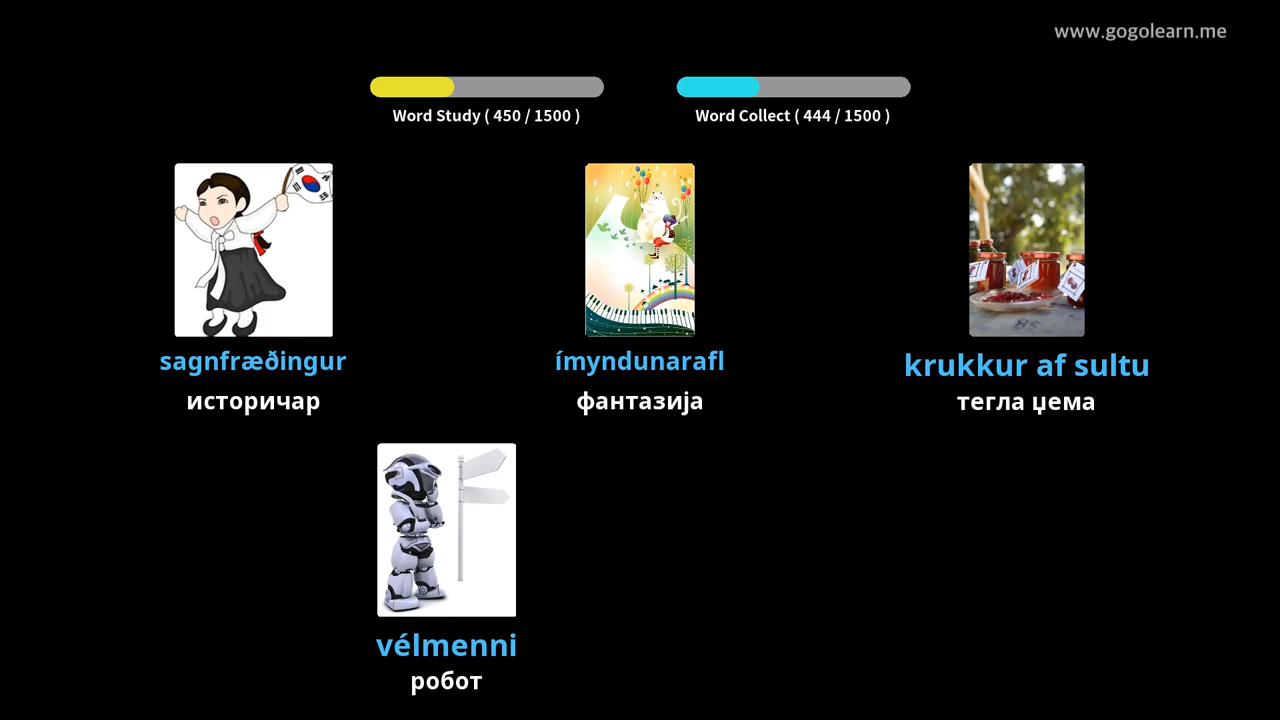 www.gogolearn.me
Word Study ( 450 / 1500 )
Word Collect ( 444 / 1500 )
sagnfræðingur
историчар
ímyndunarafl
фантазија
krukkur af sultu
тегла џема
vélmenni
робот